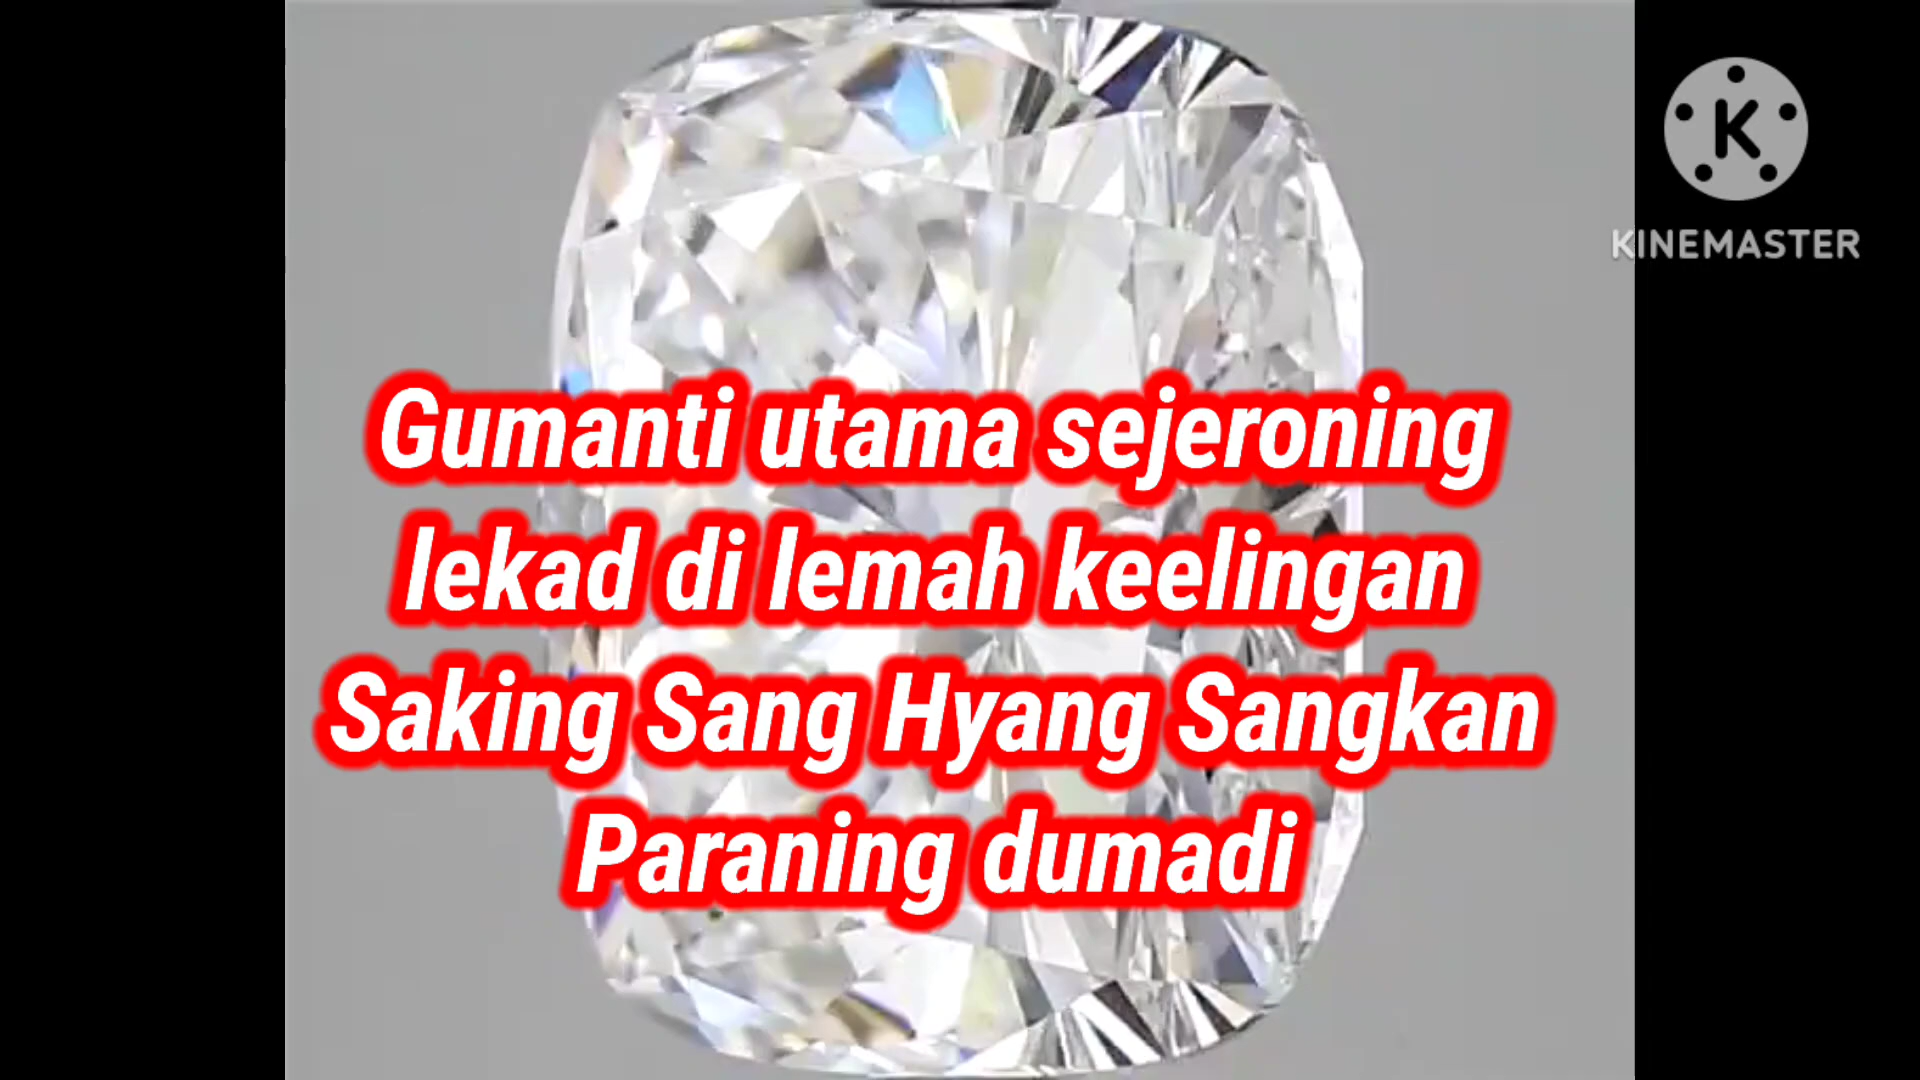 KINEMASTER
Gumanti utama sejeroning
lekad di lemah keelingan
Saking Sang Hyang Sangkan
Paraning dumadi